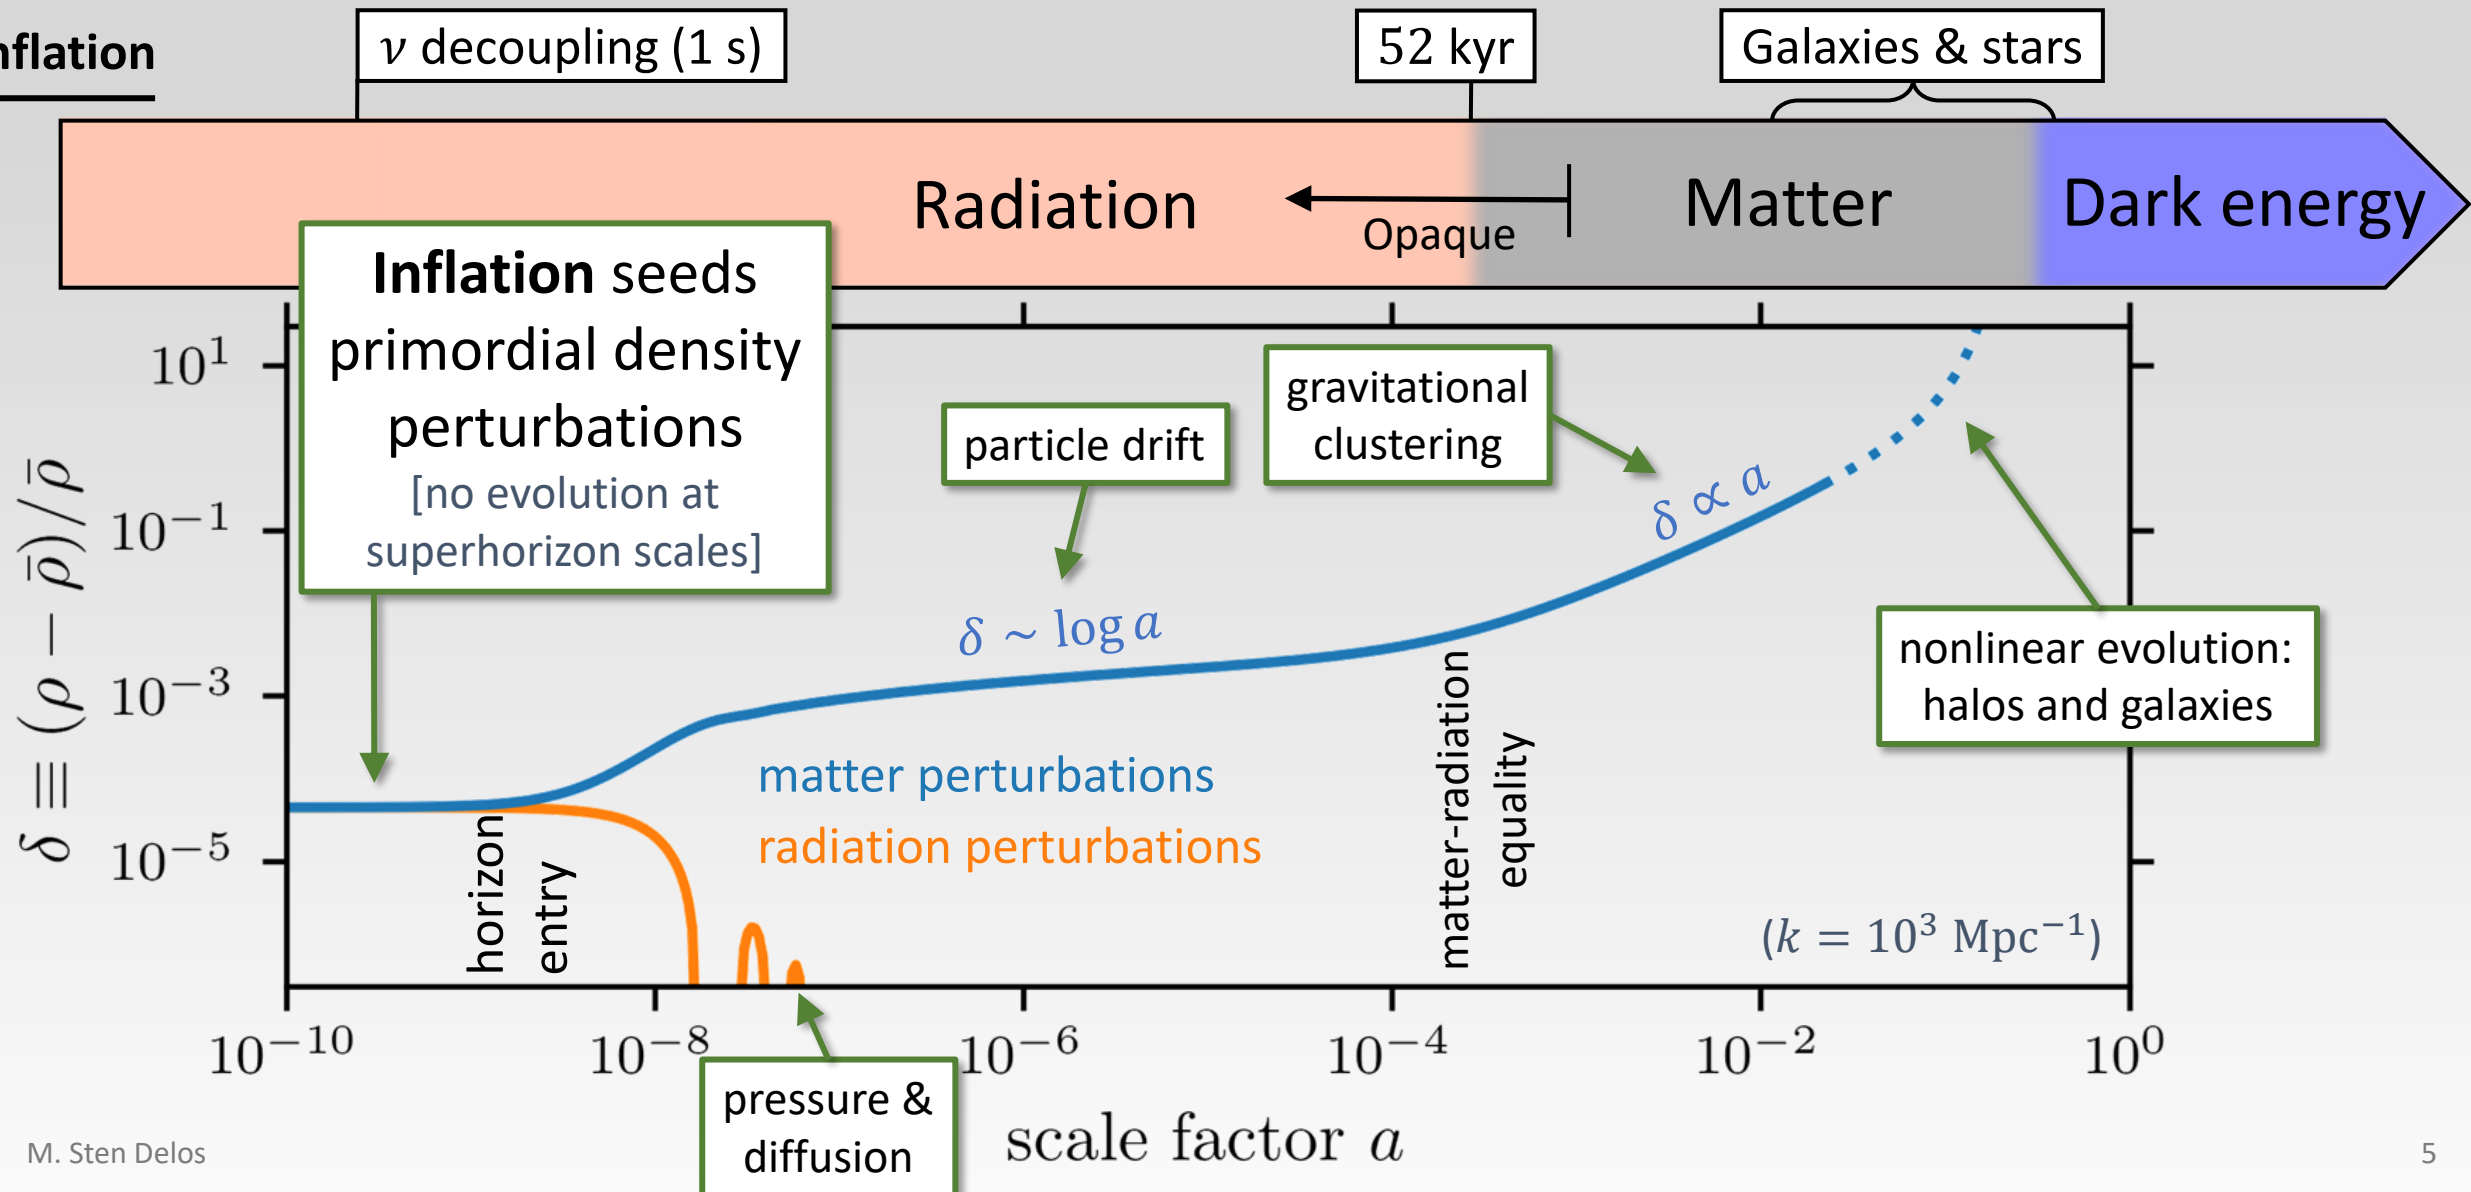 nflation
ν decoupling (1 s)
52 kyr
Galaxies & stars
Radiation
Opaque
Matter
Dark energy
Inflation seeds
primordial density
perturbations
[no evolution at
superhorizon scales]
particle drift
gravitational
clustering
δ ∝ a
δ ~ log a
nonlinear evolution:
halos and galaxies
matter perturbations
radiation perturbations
horizon
entry
matter-radiation
equality
(k = 10³ Mpc⁻¹)
δ ≡ (ρ − ρ̄)/ρ̄
10¹
10⁻¹
10⁻³
10⁻⁵
10⁻¹⁰
10⁻⁸
10⁻⁶
10⁻⁴
10⁻²
10⁰
pressure &
diffusion
scale factor a
M. Sten Delos
5